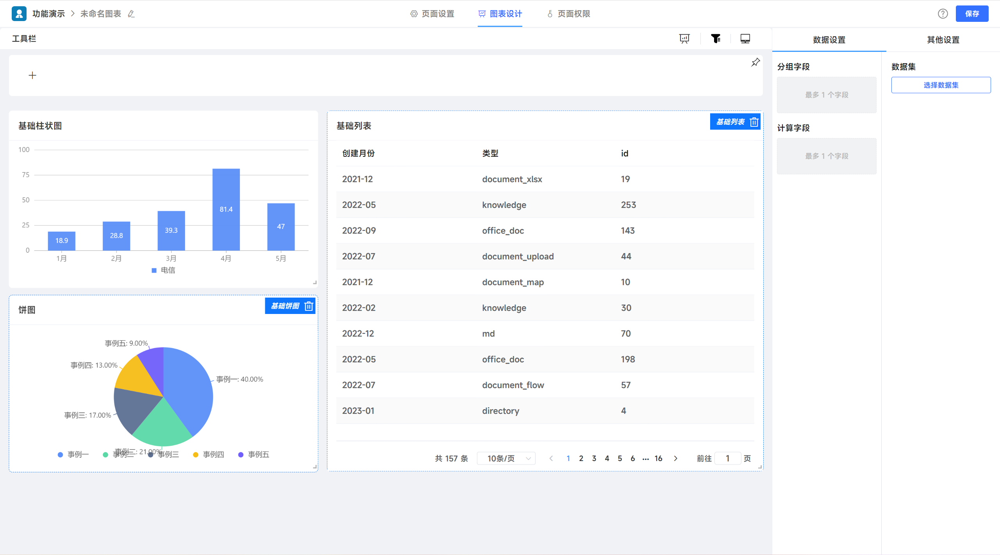 功能演示 > 未命名图表
页面设置 图表设计 页面权限
保存
工具栏
数据设置 其他设置
分组字段
最多 1 个字段
计算字段
最多 1 个字段
数据集
选择数据集
基础柱状图
100
75
50
25
0
18.9 28.8 39.3 81.4 47
1月 2月 3月 4月 5月
电信
饼图
基础饼图
事例五: 9.00%
事例四: 13.00%
事例一: 40.00%
事例三: 17.00%
事例二: 21.00%
事例一 事例二 事例三 事例四 事例五
基础列表
基础列表
创建月份 类型 id
2021-12 document_xlsx 19
2022-05 knowledge 253
2022-09 office_doc 143
2022-07 document_upload 44
2021-12 document_map 10
2022-02 knowledge 30
2022-12 md 70
2022-05 office_doc 198
2022-07 document_flow 57
2023-01 directory 4
共 157 条 10条/页 < 1 2 3 4 5 6 ... 16 > 前往 1 页